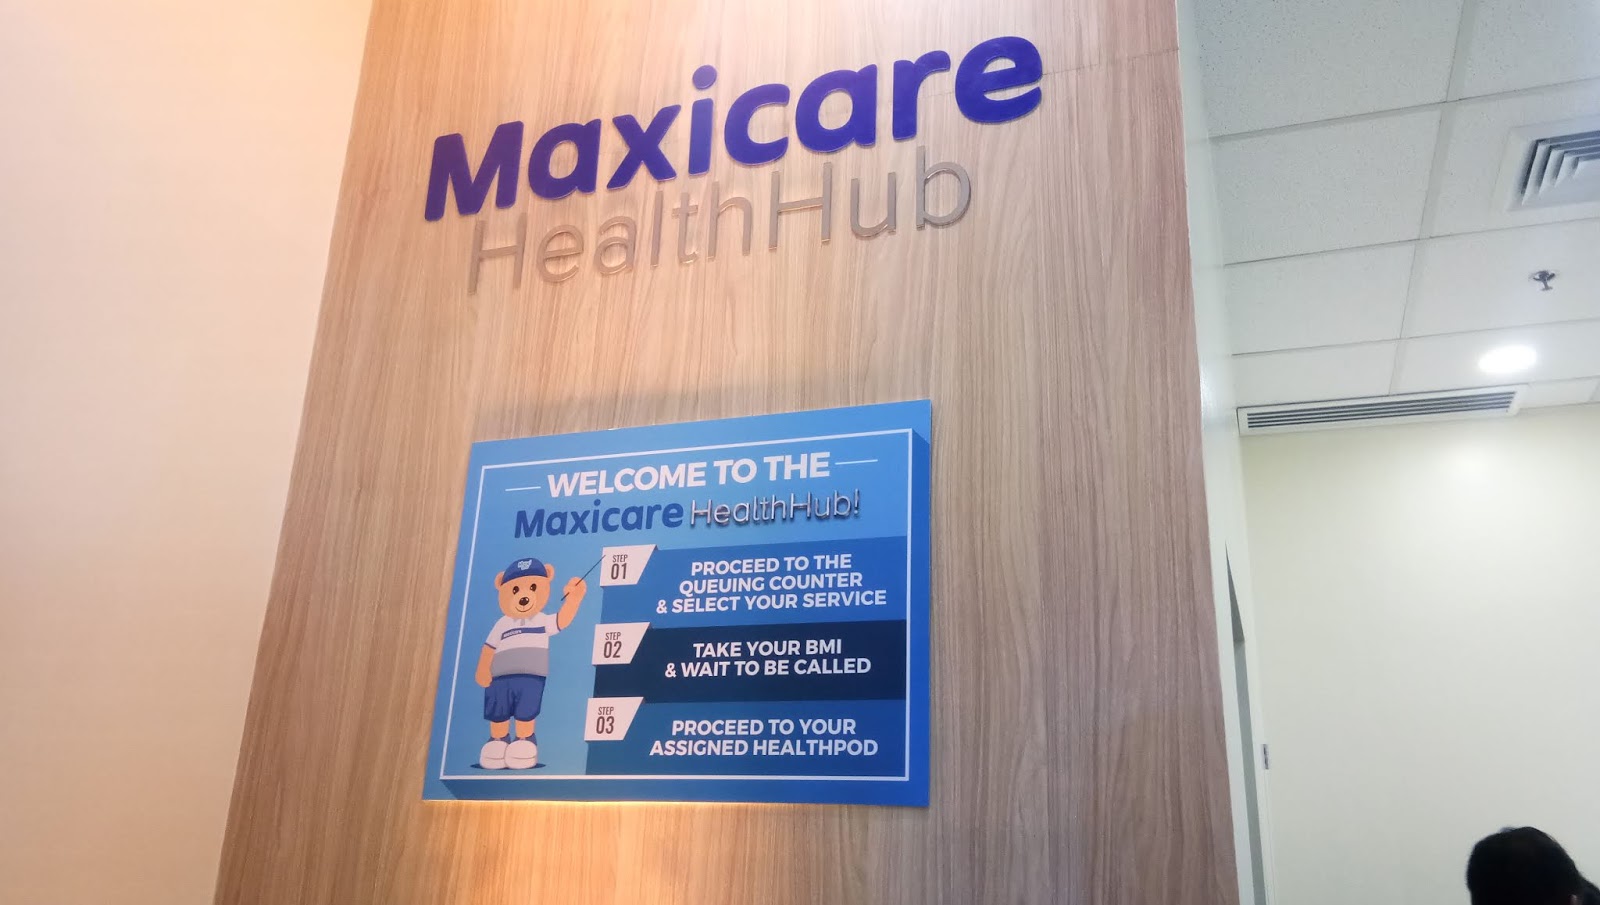 Maxicare
HealthHub
WELCOME TO THE
Maxicare HealthHub!
STEP
01
PROCEED TO THE
QUEUING COUNTER
& SELECT YOUR SERVICE
STEP
02
TAKE YOUR BMI
& WAIT TO BE CALLED
STEP
03
PROCEED TO YOUR
ASSIGNED HEALTHPOD